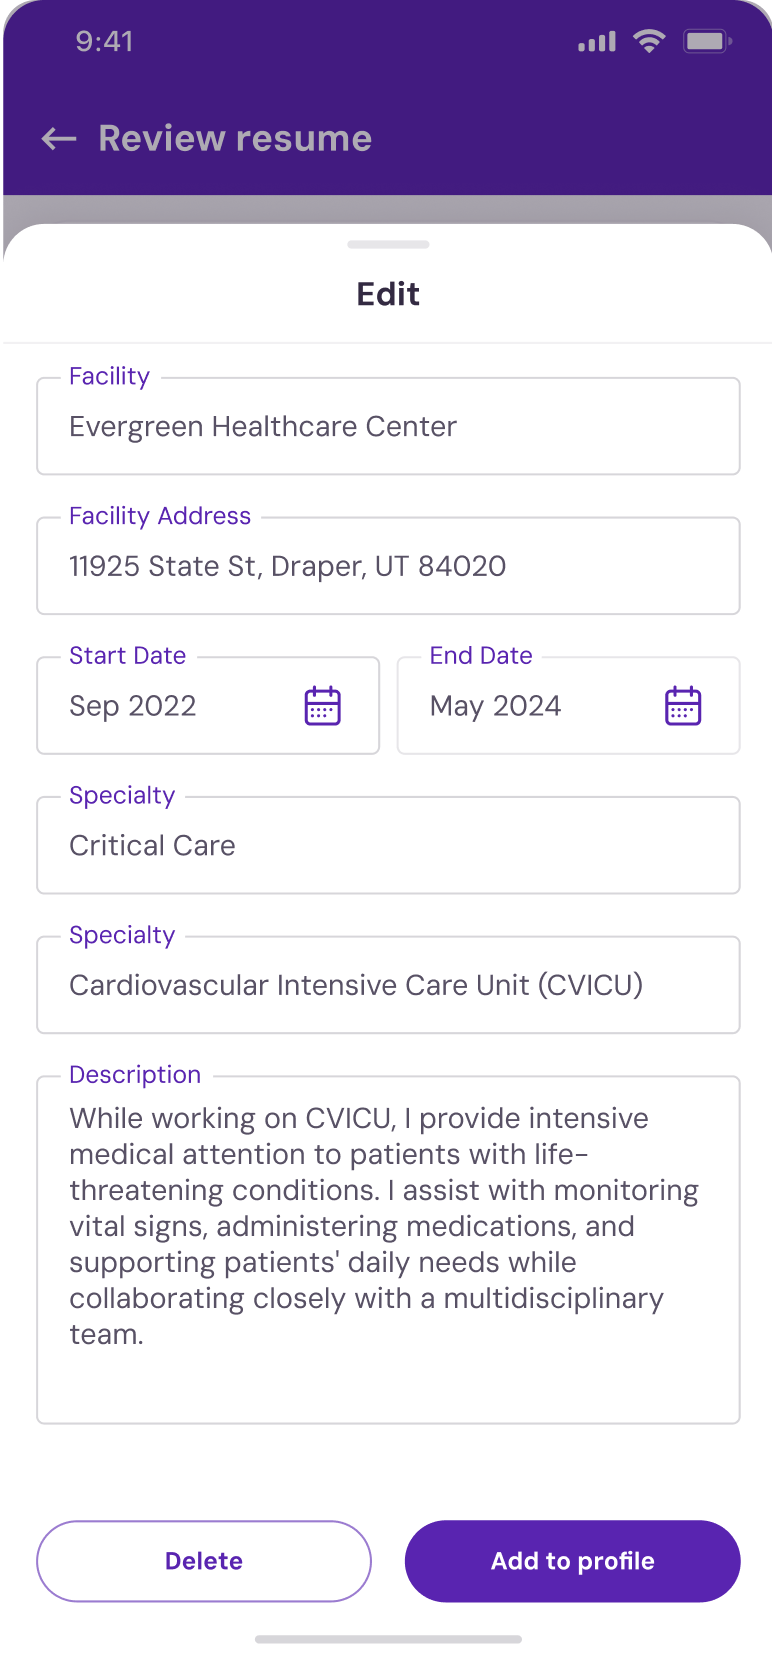 9:41
Review resume
Edit
Facility
Evergreen Healthcare Center
Facility Address
11925 State St, Draper, UT 84020
Start Date
Sep 2022
End Date
May 2024
Specialty
Critical Care
Specialty
Cardiovascular Intensive Care Unit (CVICU)
Description
While working on CVICU, I provide intensive
medical attention to patients with life-
threatening conditions. I assist with monitoring
vital signs, administering medications, and
supporting patients' daily needs while
collaborating closely with a multidisciplinary
team.
Delete
Add to profile